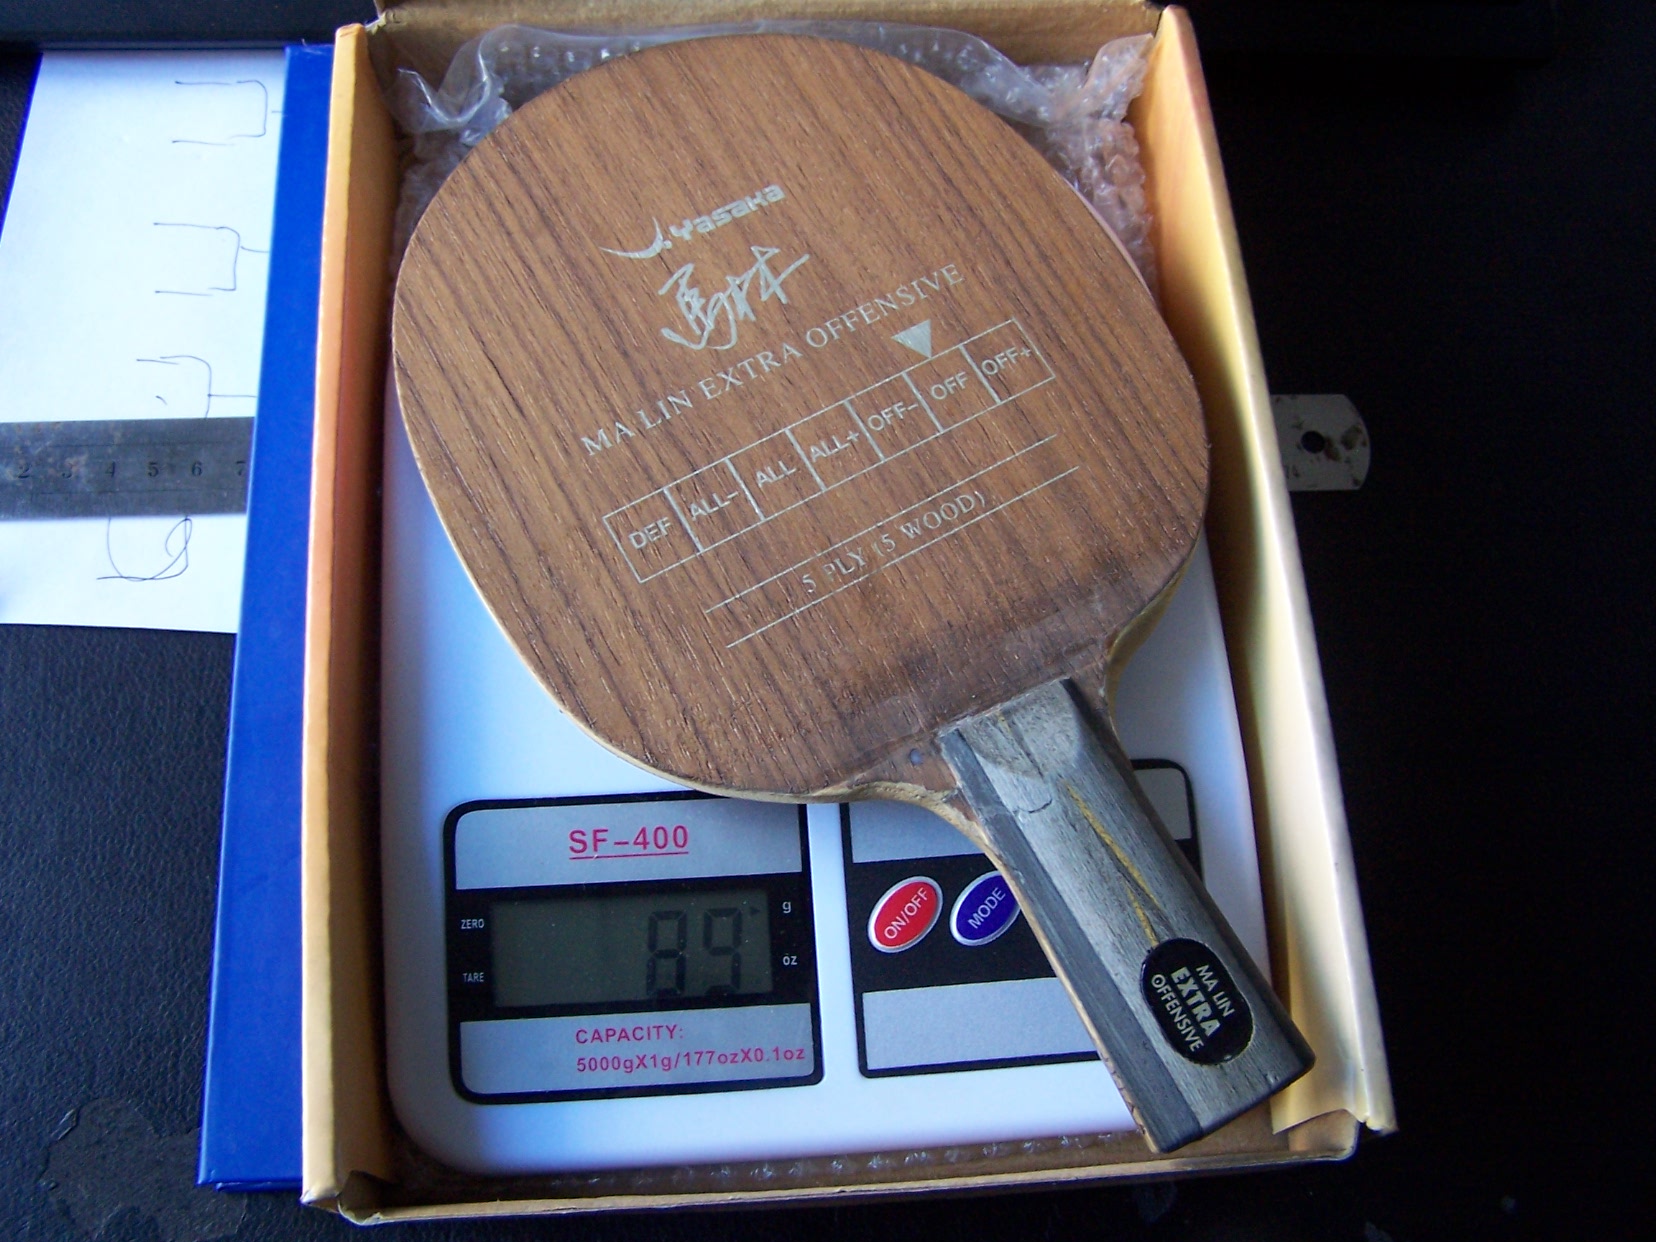 Yasaka
馬林
MA LIN EXTRA OFFENSIVE
DEF ALL- ALL ALL+ OFF- OFF OFF+
5 PLY (5 WOOD)
2 3 4 5 6 7
SF-400
ZERO
TARE
89
g
oz
ON/OFF
MODE
CAPACITY:
5000gX1g/177ozX0.1oz
MA LIN
EXTRA
OFFENSIVE